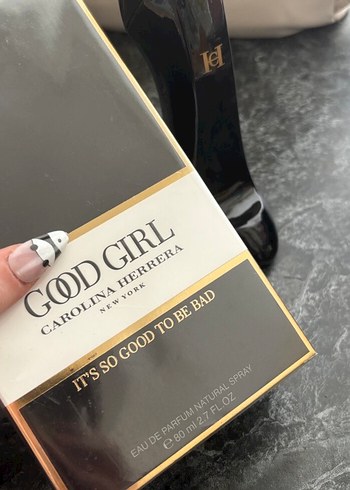 CH
GOOD GIRL
CAROLINA HERRERA
NEW YORK
IT'S SO GOOD TO BE BAD
EAU DE PARFUM NATURAL SPRAY
℮ 80 ml 2.7 FL OZ